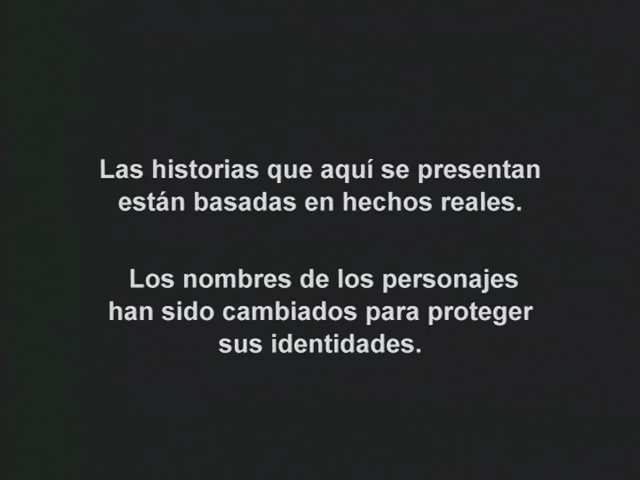 Las historias que aquí se presentan
están basadas en hechos reales.
Los nombres de los personajes
han sido cambiados para proteger
sus identidades.